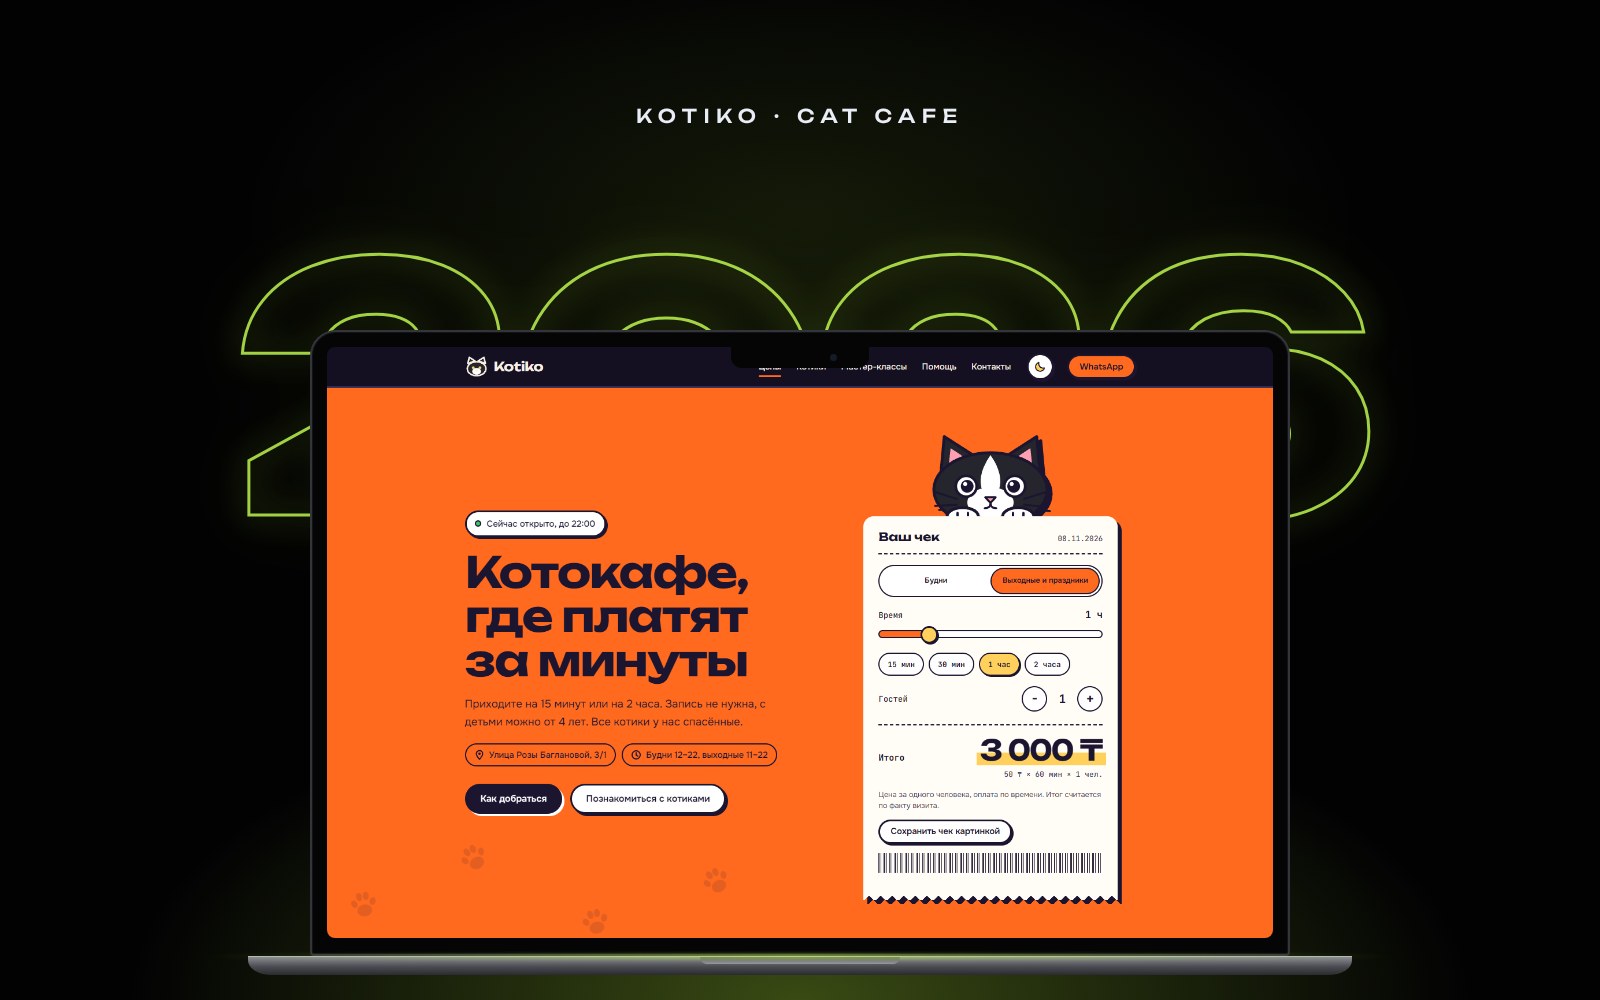 KOTIKO · CAT CAFE
2026
Kotiko
Помощь
Контакты
WhatsApp
Сейчас открыто, до 22:00
Котокафе,
где платят
за минуты
Приходите на 15 минут или на 2 часа. Запись не нужна, с
детьми можно от 4 лет. Все котики у нас спасённые.
Улица Розы Баглановой, 3/1
Будни 12–22, выходные 11–22
Как добраться
Познакомиться с котиками
Ваш чек
08.11.2026
Будни
Выходные и праздники
Время
1 ч
15 мин
30 мин
1 час
2 часа
Гостей
- 1 +
Итого
3 000 ₸
50 ₸ × 60 мин × 1 чел.
Цена за одного человека, оплата по времени. Итог считается
по факту визита.
Сохранить чек картинкой